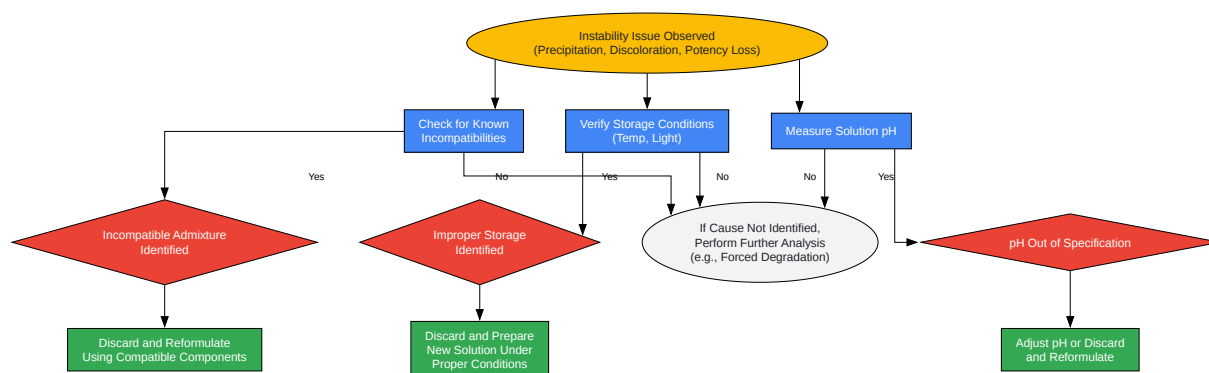 Instability Issue Observed
(Precipitation, Discoloration, Potency Loss)
Check for Known
Incompatibilities
Verify Storage Conditions
(Temp, Light)
Measure Solution pH
Yes
No
Yes
No
No
Yes
Incompatible Admixture
Identified
Improper Storage
Identified
If Cause Not Identified,
Perform Further Analysis
(e.g., Forced Degradation)
pH Out of Specification
Discard and Reformulate
Using Compatible Components
Discard and Prepare
New Solution Under
Proper Conditions
Adjust pH or Discard
and Reformulate